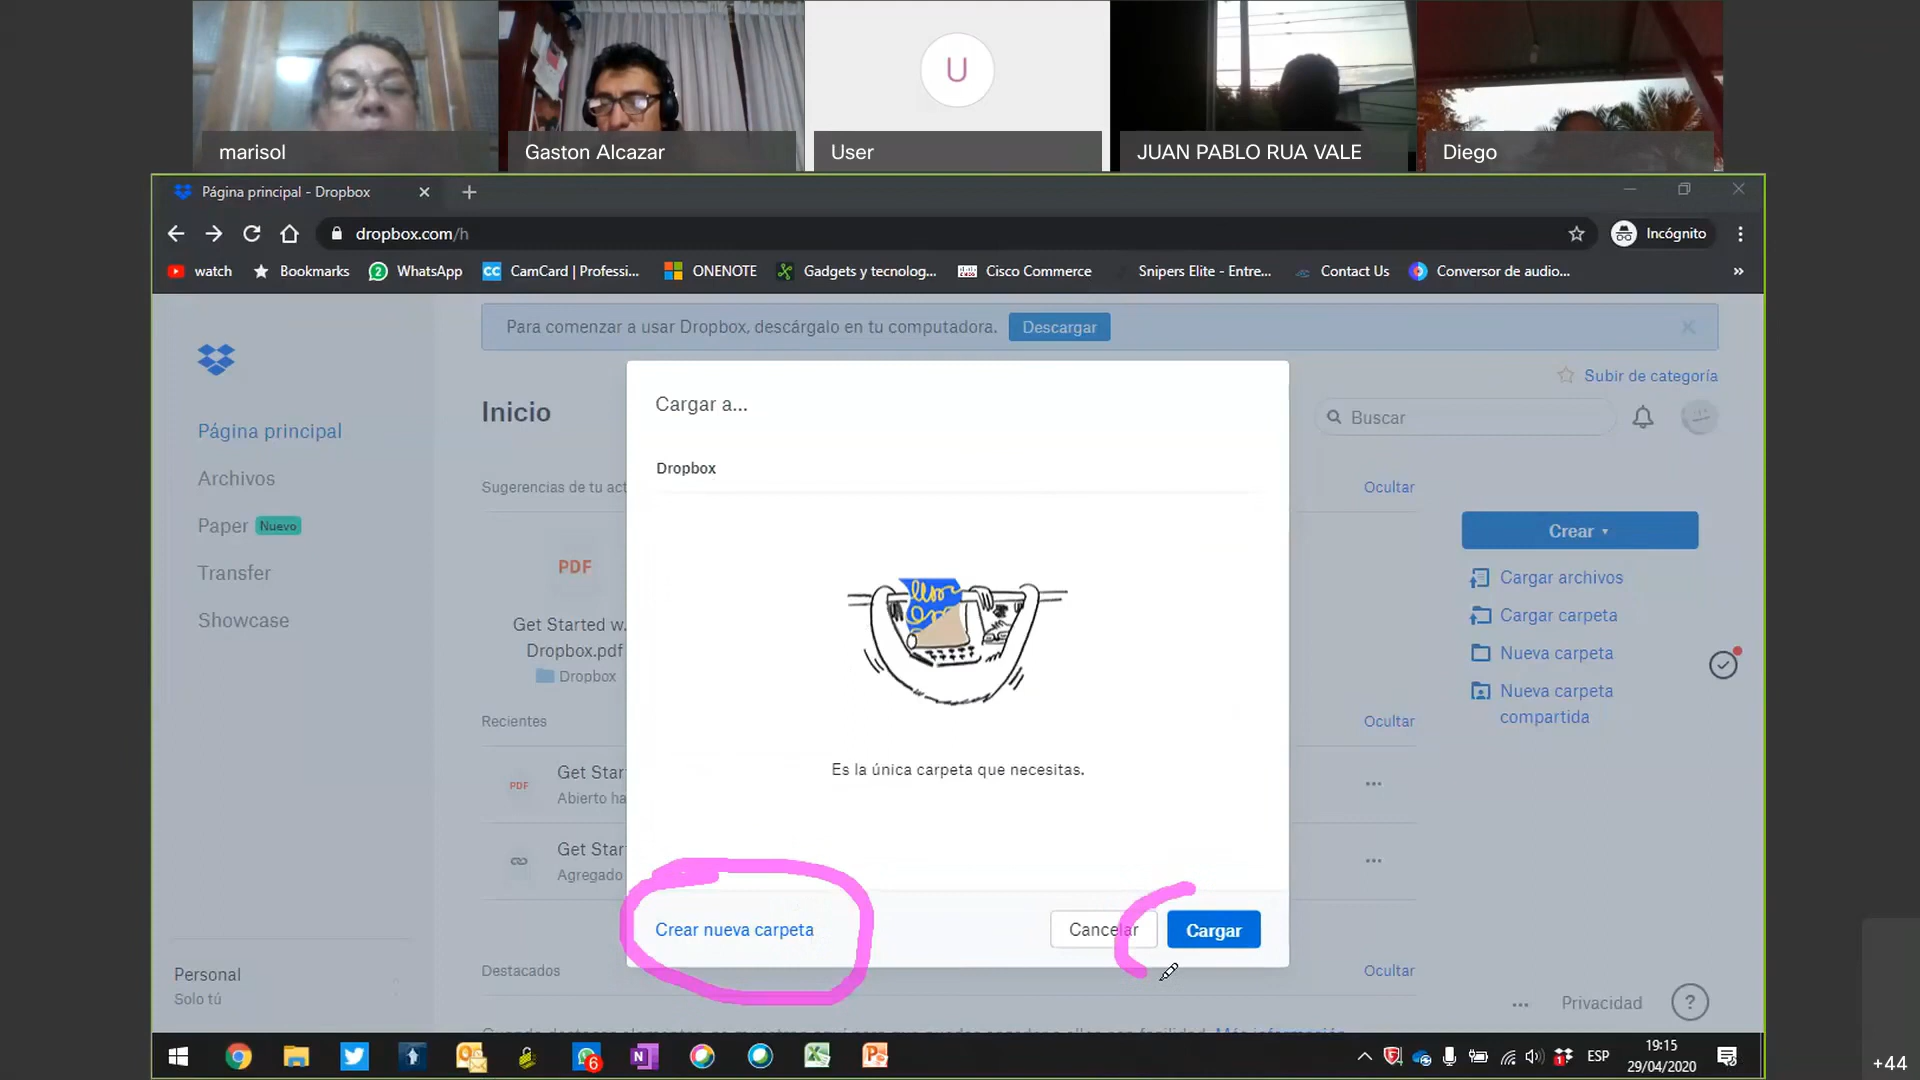 marisol
Gaston Alcazar
U
User
JUAN PABLO RUA VALE
Diego
Página principal - Dropbox
dropbox.com/h
Incógnito
watch
Bookmarks
2
WhatsApp
CC
CamCard | Professi...
ONENOTE
Gadgets y tecnolog...
Cisco Commerce
Snipers Elite - Entre...
Contact Us
Conversor de audio...
»
Para comenzar a usar Dropbox, descárgalo en tu computadora.
Descargar
Subir de categoría
Inicio
Buscar
Página principal
Archivos
Paper Nuevo
Transfer
Showcase
Personal
Solo tú
Sugerencias de tu act
Ocultar
PDF
Get Started w.
Dropbox.pdf
Dropbox
Recientes
Ocultar
PDF
Get Star
Abierto ha
Get Star
Agregado
Destacados
Ocultar
Cargar a...
Dropbox
Es la única carpeta que necesitas.
Crear nueva carpeta
Cancelar
Cargar
Crear
Cargar archivos
Cargar carpeta
Nueva carpeta
Nueva carpeta
compartida
Privacidad
?
6
ESP
19:15
29/04/2020
+44